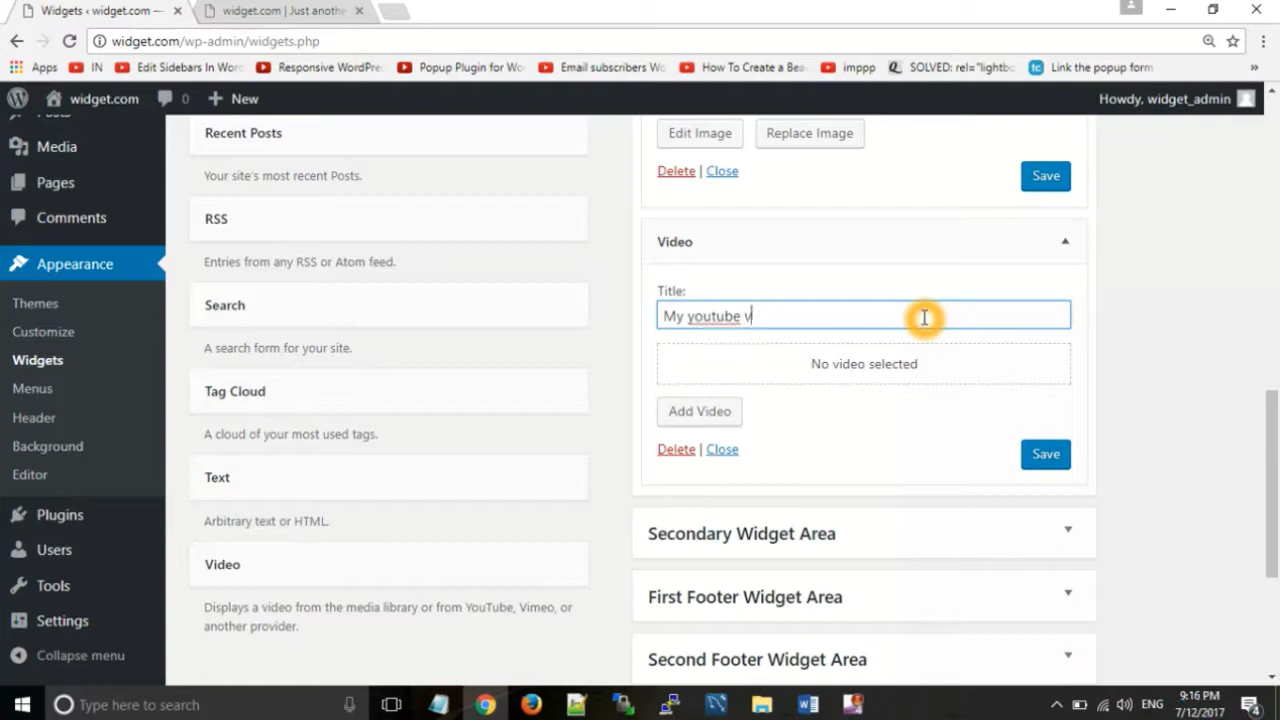 Widgets ‹ widget.com —
widget.com | Just anothe
widget.com/wp-admin/widgets.php
Apps
IN
Edit Sidebars In Worc
Responsive WordPre:
Popup Plugin for Wo
Email subscribers Wo
How To Create a Bea
imppp
SOLVED: rel="lightbo
Link the popup form
»
widget.com
0
New
Howdy, widget_admin
Media
Pages
Comments
Appearance
Themes
Customize
Widgets
Menus
Header
Background
Editor
Plugins
Users
Tools
Settings
Collapse menu
Recent Posts
Your site's most recent Posts.
RSS
Entries from any RSS or Atom feed.
Search
A search form for your site.
Tag Cloud
A cloud of your most used tags.
Text
Arbitrary text or HTML.
Video
Displays a video from the media library or from YouTube, Vimeo, or
another provider.
Edit Image
Replace Image
Delete | Close
Save
Video
Title:
My youtube v
No video selected
Add Video
Delete | Close
Save
Secondary Widget Area
First Footer Widget Area
Second Footer Widget Area
Type here to search
ENG
9:16 PM
7/12/2017
4